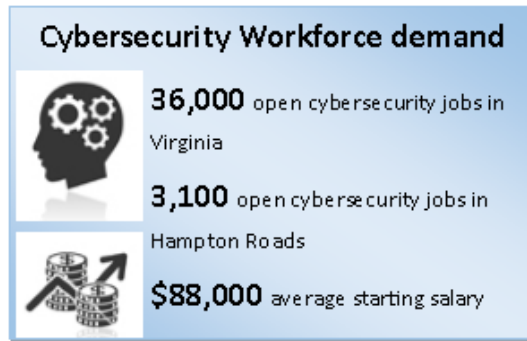 Cybersecurity Workforce demand
36,000 open cybersecurity jobs in
Virginia
3,100 open cybersecurity jobs in
Hampton Roads
$88,000 average starting salary